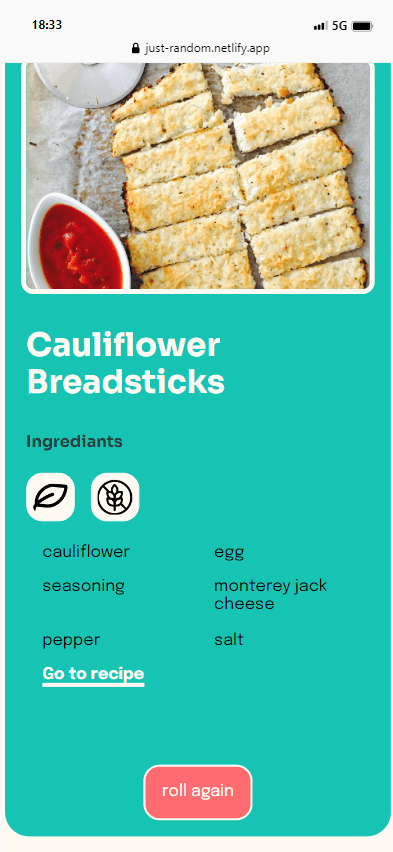 18:33
5G
just-random.netlify.app
Cauliflower
Breadsticks
Ingrediants
cauliflower
egg
seasoning
monterey jack
cheese
pepper
salt
Go to recipe
roll again